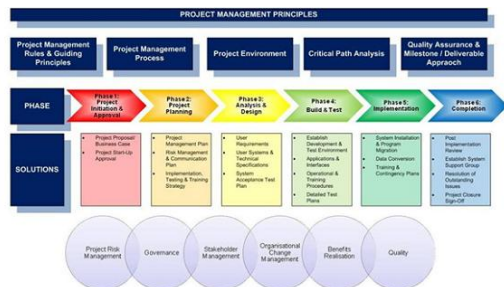 PROJECT MANAGEMENT PRINCIPLES
Project Management
Rules & Guiding
Principles
Project Management
Process
Project Environment
Critical Path Analysis
Quality Assurance &
Milestone / Deliverable
Approach
PHASE
Phase 1:
Project
Initiation &
Approval
Phase 2:
Project
Planning
Phase 3:
Analysis &
Design
Phase 4:
Build & Test
Phase 5:
Implementation
Phase 6:
Completion
SOLUTIONS
• Project Proposal/
Business Case
• Project Start-Up
Approval
• Project
Management Plan
• Risk Management
& Communication
Plan
• Implementation,
Testing & Training
Strategy
• User
Requirements
• User Systems &
Technical
Specifications
• System
Acceptance Test
Plan
• Establish
Development &
Test Environment
• Applications &
Interfaces
• Operational &
Training
Procedures
• Detailed Test
Plans
• System Installation
& Program
Migration
• Data Conversion
• Training &
Contingency Plans
• Post
Implementation
Review
• Establish System
Support Group
• Resolution of
Outstanding
Issues
• Project Closure
Sign-Off
Project Risk
Management
Governance
Stakeholder
Management
Organisational
Change
Management
Benefits
Realisation
Quality